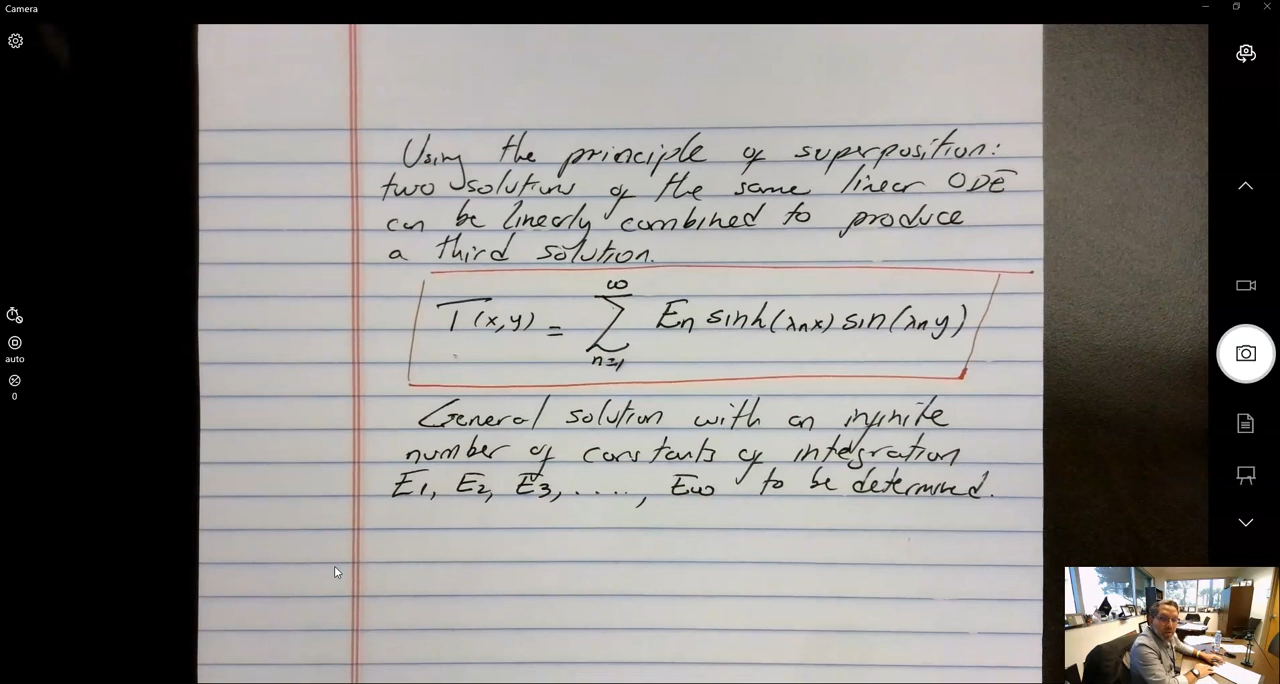 Camera
Using the principle of superposition:
two solutions of the same linear ODE
can be linearly combined to produce
a third solution.
T(x,y) = ∑_{n=1}^{∞} En sinh(λnx) sin(λny)
General solution with an infinite
number of constants of integration
E1, E2, E3, ....., E∞ to be determined.
auto
0